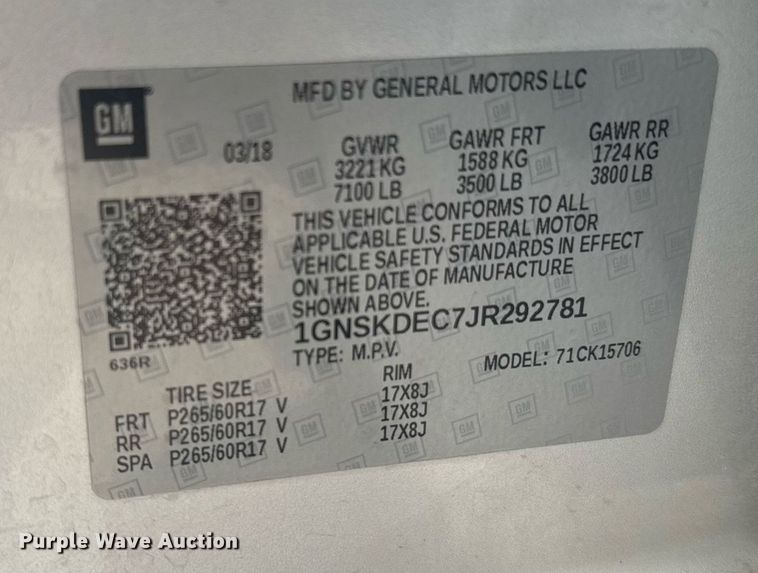 GM
MFD BY GENERAL MOTORS LLC
03/18
GVWR GAWR FRT GAWR RR
3221 KG 1588 KG 1724 KG
7100 LB 3500 LB 3800 LB
THIS VEHICLE CONFORMS TO ALL
APPLICABLE U.S. FEDERAL MOTOR
VEHICLE SAFETY STANDARDS IN EFFECT
ON THE DATE OF MANUFACTURE
SHOWN ABOVE.
1GNSKDEC7JR292781
636R
TYPE: M.P.V. MODEL: 71CK15706
TIRE SIZE RIM
FRT P265/60R17 V 17X8J
RR P265/60R17 V 17X8J
SPA P265/60R17 V 17X8J
Purple Wave Auction